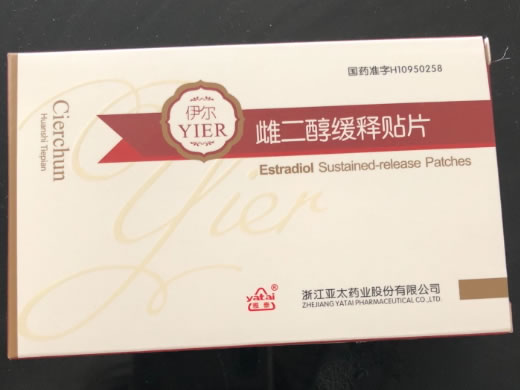 国药准字H10950258
伊尔
YIER
雌二醇缓释贴片
Estradiol Sustained-release Patches
Cierchun
Huanshi Tiepian
Yier
yatai®
浙江亚太药业股份有限公司
ZHEJIANG YATAI PHARMACEUTICAL CO.,LTD.